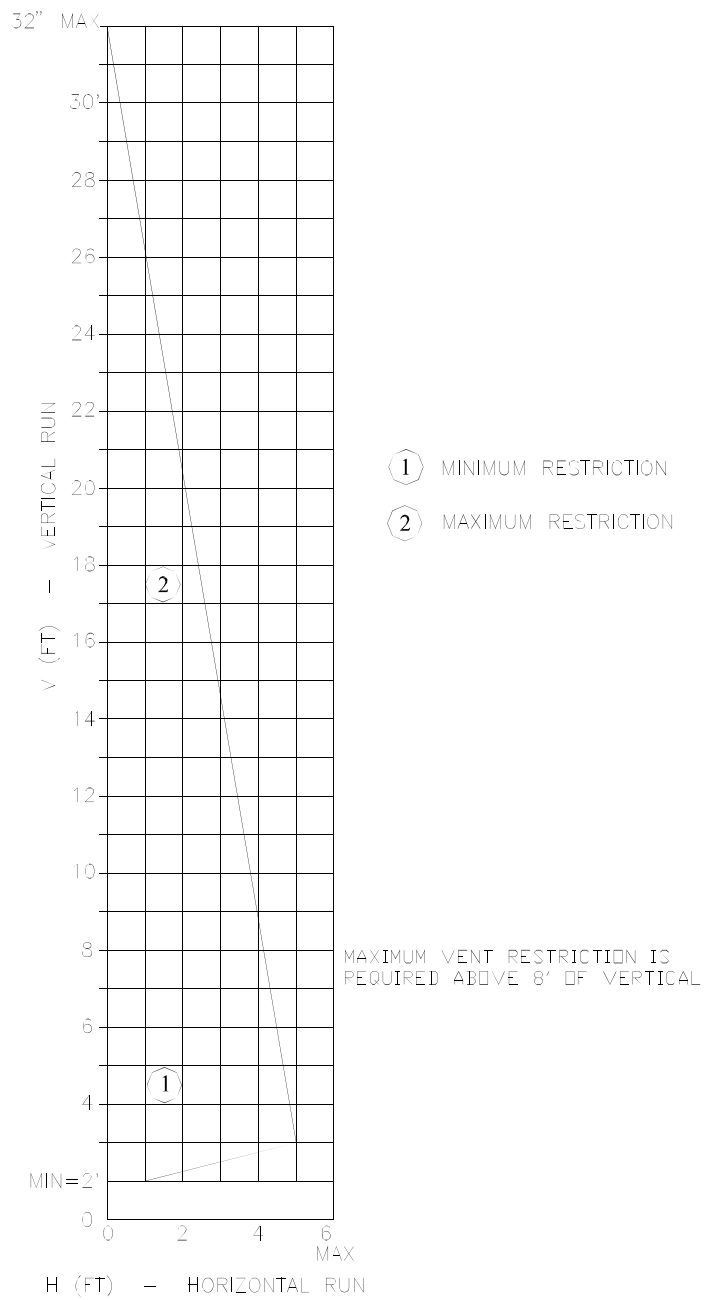 32" MAX
30'
28
26
24
22
20
18
16
14
12
10
8
6
4
MIN=2'
0
V (FT) - VERTICAL RUN
2
1
0 2 4 6
MAX
H (FT) - HORIZONTAL RUN
1 MINIMUM RESTRICTION
2 MAXIMUM RESTRICTION
MAXIMUM VENT RESTRICTION IS
REQUIRED ABOVE 8' OF VERTICAL